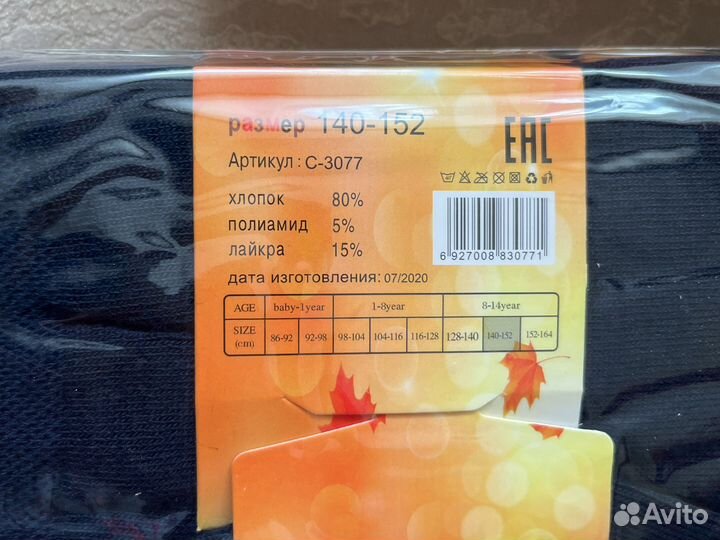 размер 140-152
EAC
Артикул : C-3077
хлопок 80%
полиамид 5%
лайкра 15%
6 927008 830771
дата изготовления: 07/2020
AGE baby-1year 1-8year 8-14year
SIZE (cm) 86-92 92-98 98-104 104-116 116-128 128-140 140-152 152-164
Avito